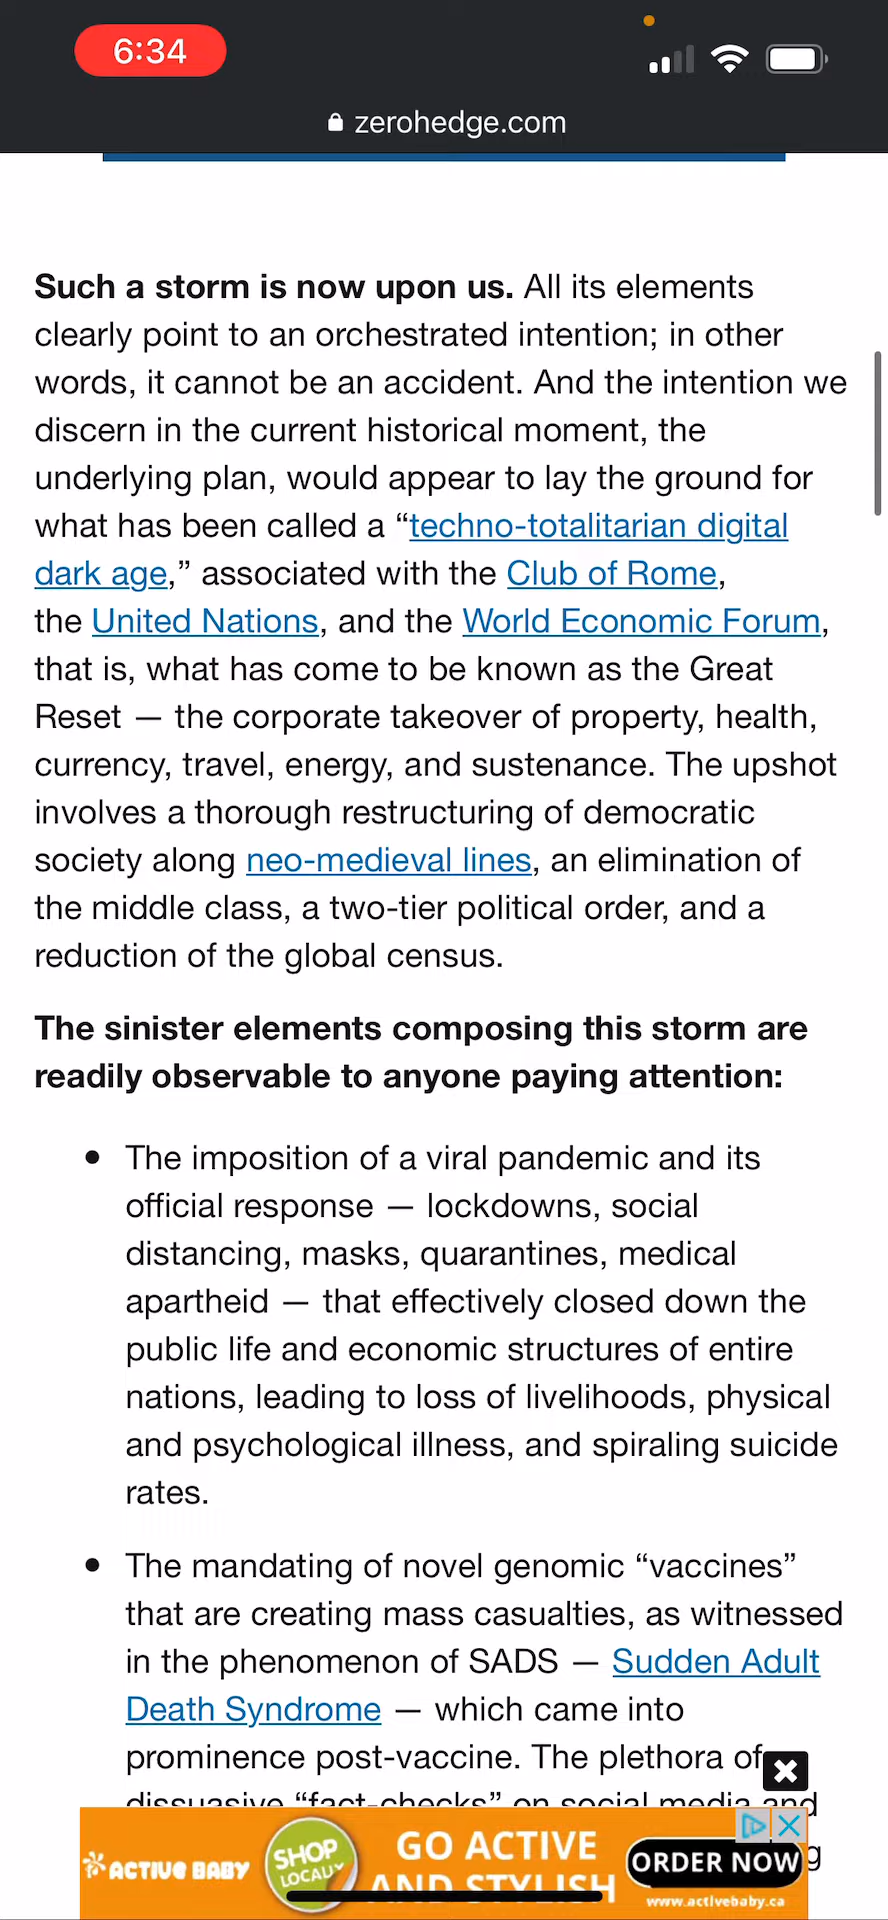 6:34
zerohedge.com
Such a storm is now upon us. All its elements
clearly point to an orchestrated intention; in other
words, it cannot be an accident. And the intention we
discern in the current historical moment, the
underlying plan, would appear to lay the ground for
what has been called a “techno-totalitarian digital
dark age,” associated with the Club of Rome,
the United Nations, and the World Economic Forum,
that is, what has come to be known as the Great
Reset — the corporate takeover of property, health,
currency, travel, energy, and sustenance. The upshot
involves a thorough restructuring of democratic
society along neo-medieval lines, an elimination of
the middle class, a two-tier political order, and a
reduction of the global census.
The sinister elements composing this storm are
readily observable to anyone paying attention:
• The imposition of a viral pandemic and its
official response — lockdowns, social
distancing, masks, quarantines, medical
apartheid — that effectively closed down the
public life and economic structures of entire
nations, leading to loss of livelihoods, physical
and psychological illness, and spiraling suicide
rates.
• The mandating of novel genomic “vaccines”
that are creating mass casualties, as witnessed
in the phenomenon of SADS — Sudden Adult
Death Syndrome — which came into
prominence post-vaccine. The plethora of
dissuasive “fact-checks” on social media and
ACTIVE BABY
SHOP
LOCALLY
GO ACTIVE
AND STYLISH
ORDER NOW
www.activebaby.ca